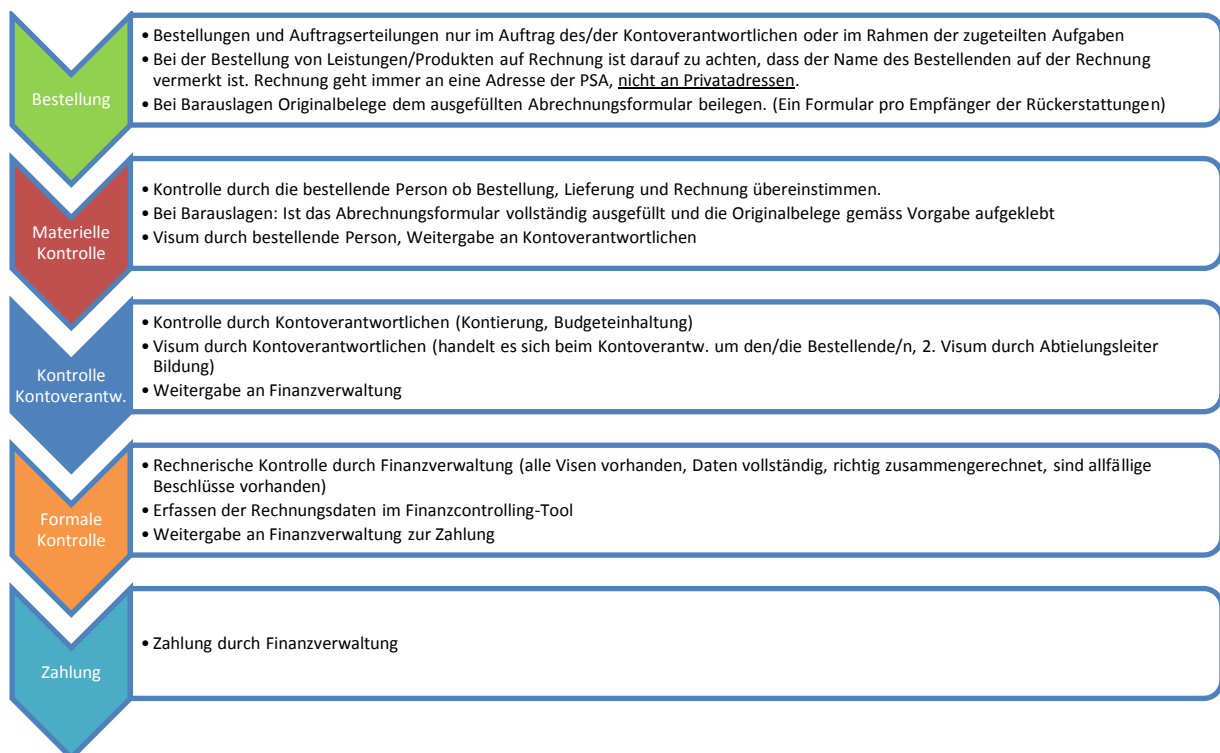 Bestellung
• Bestellungen und Auftragserteilungen nur im Auftrag des/der Kontoverantwortlichen oder im Rahmen der zugeteilten Aufgaben
• Bei der Bestellung von Leistungen/Produkten auf Rechnung ist darauf zu achten, dass der Name des Bestellenden auf der Rechnung
vermerkt ist. Rechnung geht immer an eine Adresse der PSA, nicht an Privatadressen.
• Bei Barauslagen Originalbelege dem ausgefüllten Abrechnungsformular beilegen. (Ein Formular pro Empfänger der Rückerstattungen)
Materielle
Kontrolle
• Kontrolle durch die bestellende Person ob Bestellung, Lieferung und Rechnung übereinstimmen.
• Bei Barauslagen: Ist das Abrechnungsformular vollständig ausgefüllt und die Originalbelege gemäss Vorgabe aufgeklebt
• Visum durch bestellende Person, Weitergabe an Kontoverantwortlichen
Kontrolle
Kontoverantw.
• Kontrolle durch Kontoverantwortlichen (Kontierung, Budgeteinhaltung)
• Visum durch Kontoverantwortlichen (handelt es sich beim Kontoverantw. um den/die Bestellende/n, 2. Visum durch Abtielungsleiter
Bildung)
• Weitergabe an Finanzverwaltung
Formale
Kontrolle
• Rechnerische Kontrolle durch Finanzverwaltung (alle Visen vorhanden, Daten vollständig, richtig zusammengerechnet, sind allfällige
Beschlüsse vorhanden)
• Erfassen der Rechnungsdaten im Finanzcontrolling-Tool
• Weitergabe an Finanzverwaltung zur Zahlung
Zahlung
• Zahlung durch Finanzverwaltung